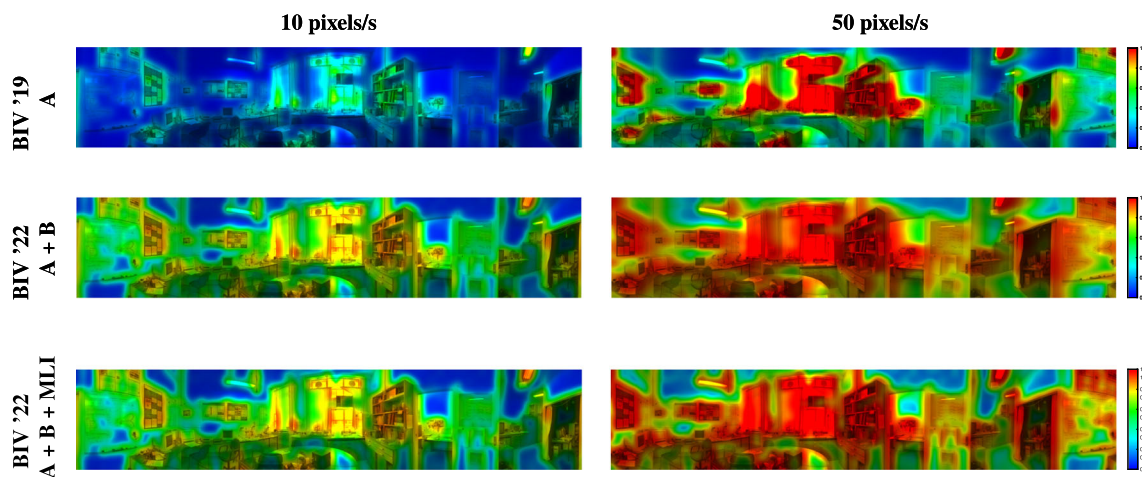 10 pixels/s
50 pixels/s
BIV ’19
A
BIV ’22
A + B
BIV ’22
A + B + MLI